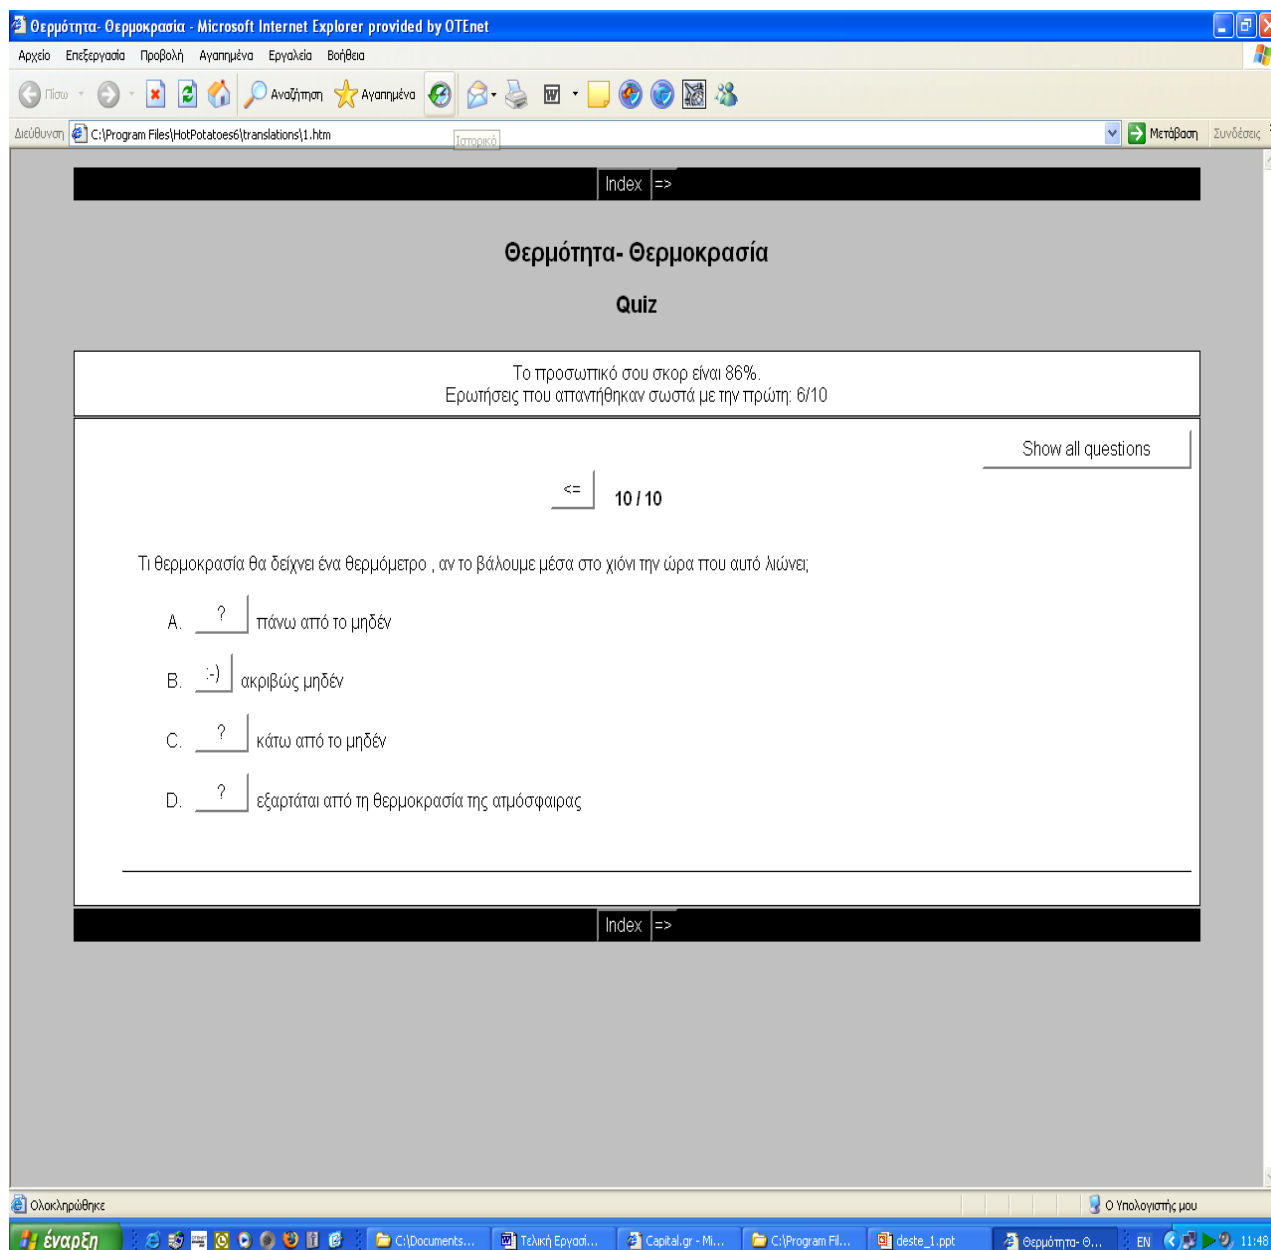 Θερμότητα- Θερμοκρασία - Microsoft Internet Explorer provided by OTEnet
Αρχείο Επεξεργασία Προβολή Αγαπημένα Εργαλεία Βοήθεια
Πίσω Αναζήτηση Αγαπημένα
Διεύθυνση C:\Program Files\HotPotatoes6\translations\1.htm Μετάβαση Συνδέσεις
Ιστορικό
Index =>
Θερμότητα- Θερμοκρασία
Quiz
Το προσωπικό σου σκορ είναι 86%.
Ερωτήσεις που απαντήθηκαν σωστά με την πρώτη: 6/10
Show all questions
<= 10 / 10
Τι θερμοκρασία θα δείχνει ένα θερμόμετρο , αν το βάλουμε μέσα στο χιόνι την ώρα που αυτό λιώνει;
A. ? πάνω από το μηδέν
B. :-) ακριβώς μηδέν
C. ? κάτω από το μηδέν
D. ? εξαρτάται από τη θερμοκρασία της ατμόσφαιρας
Index =>
Ολοκληρώθηκε Ο Υπολογιστής μου
έναρξη C:\Documents... Τελική Εργασί... Capital.gr - Mi... C:\Program Fil... deste_1.ppt Θερμότητα- Θ... EN 11:48